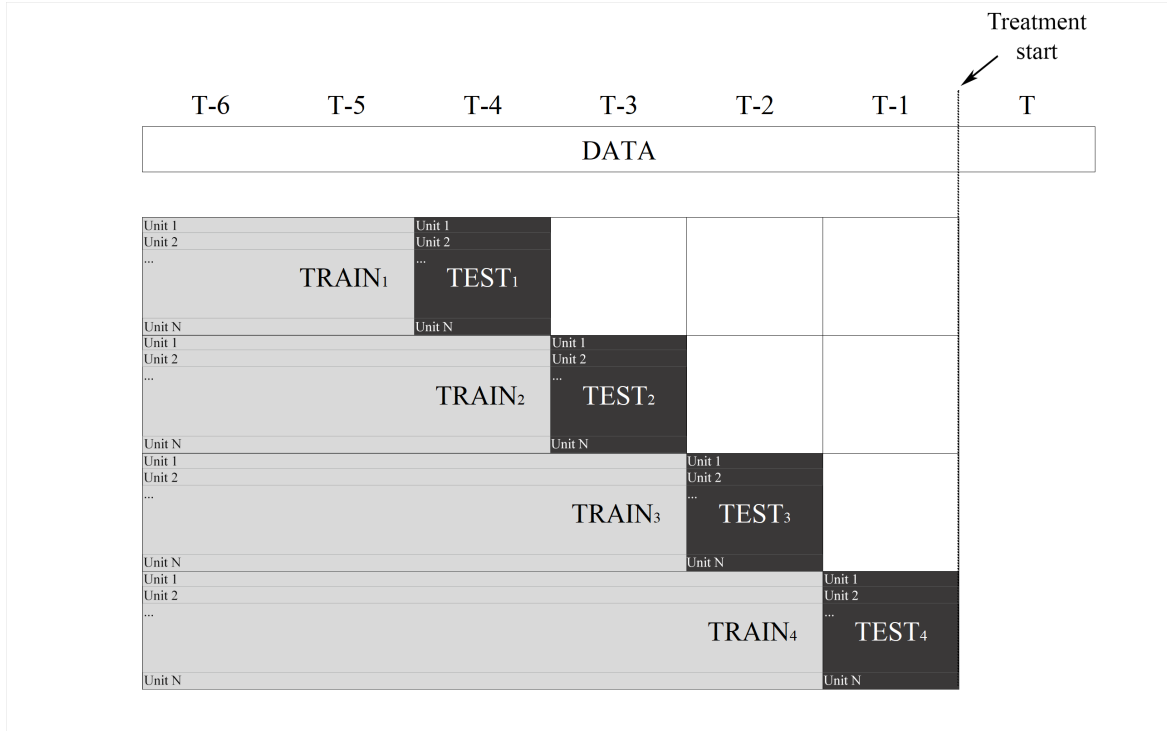 Treatment
start
T-6 T-5 T-4 T-3 T-2 T-1 T
DATA
Unit 1 Unit 1
Unit 2 Unit 2
... ...
TRAIN1 TEST1
Unit N Unit N
Unit 1 Unit 1
Unit 2 Unit 2
... ...
TRAIN2 TEST2
Unit N Unit N
Unit 1 Unit 1
Unit 2 Unit 2
... ...
TRAIN3 TEST3
Unit N Unit N
Unit 1 Unit 1
Unit 2 Unit 2
... ...
TRAIN4 TEST4
Unit N Unit N